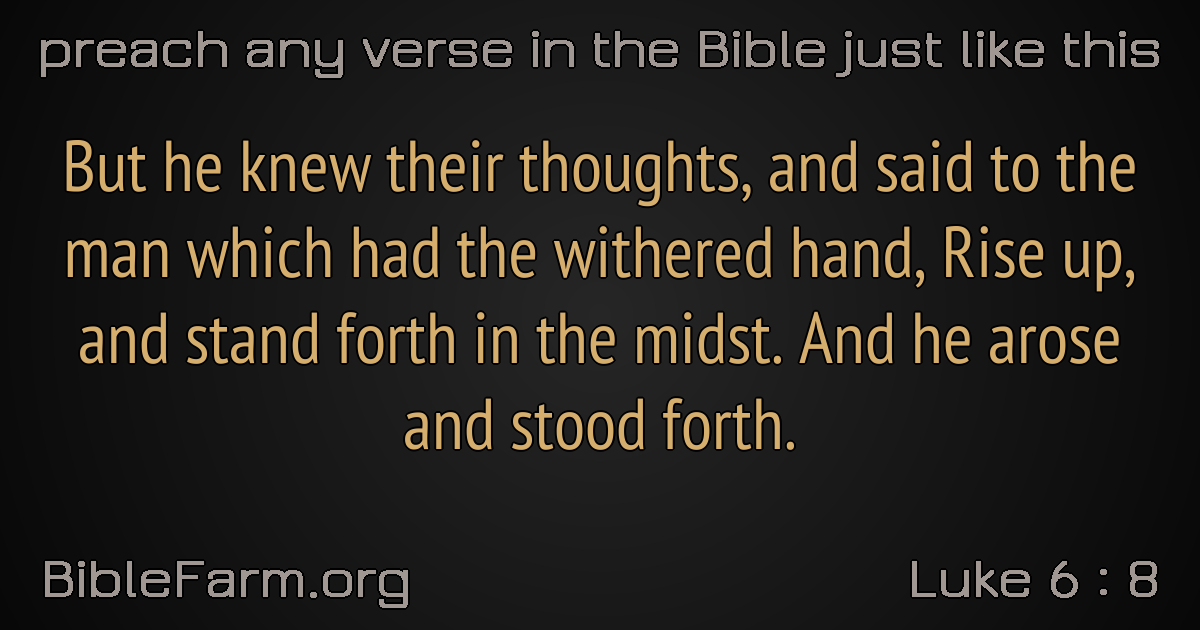 preach any verse in the Bible just like this
But he knew their thoughts, and said to the
man which had the withered hand, Rise up,
and stand forth in the midst. And he arose
and stood forth.
BibleFarm.org
Luke 6 : 8